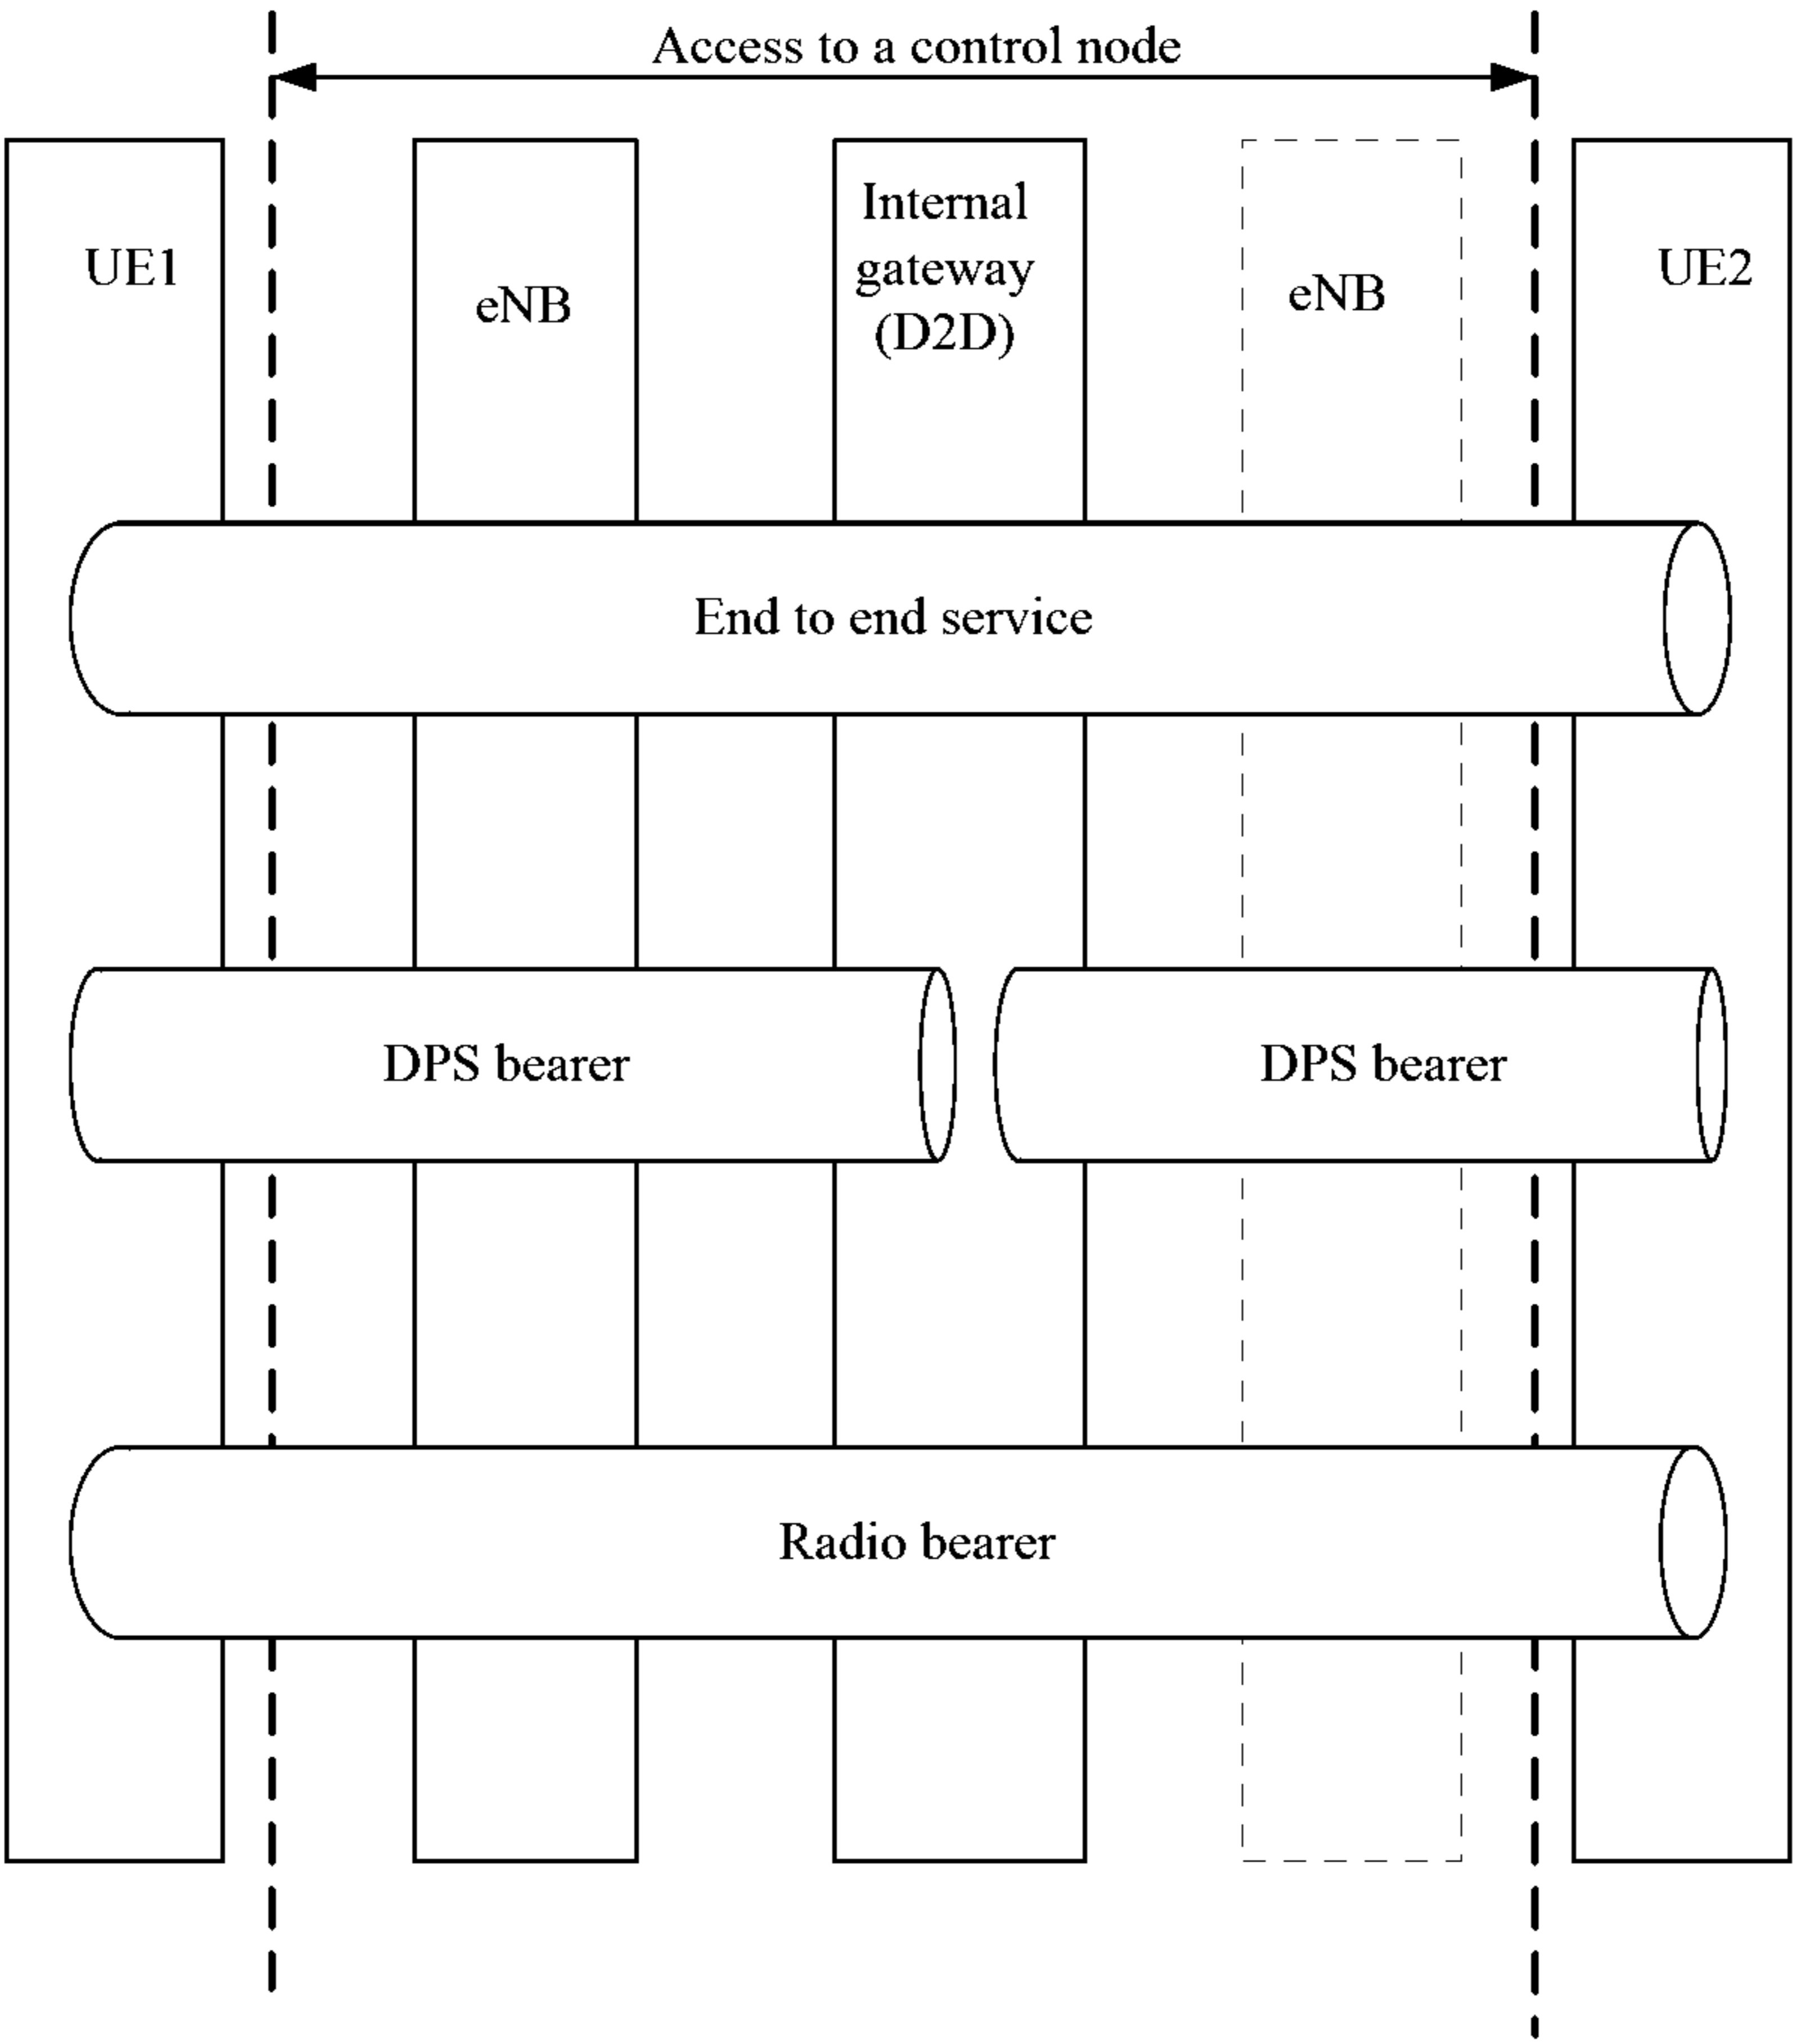 Access to a control node
UE1
eNB
Internal
gateway
(D2D)
eNB
UE2
End to end service
DPS bearer
DPS bearer
Radio bearer